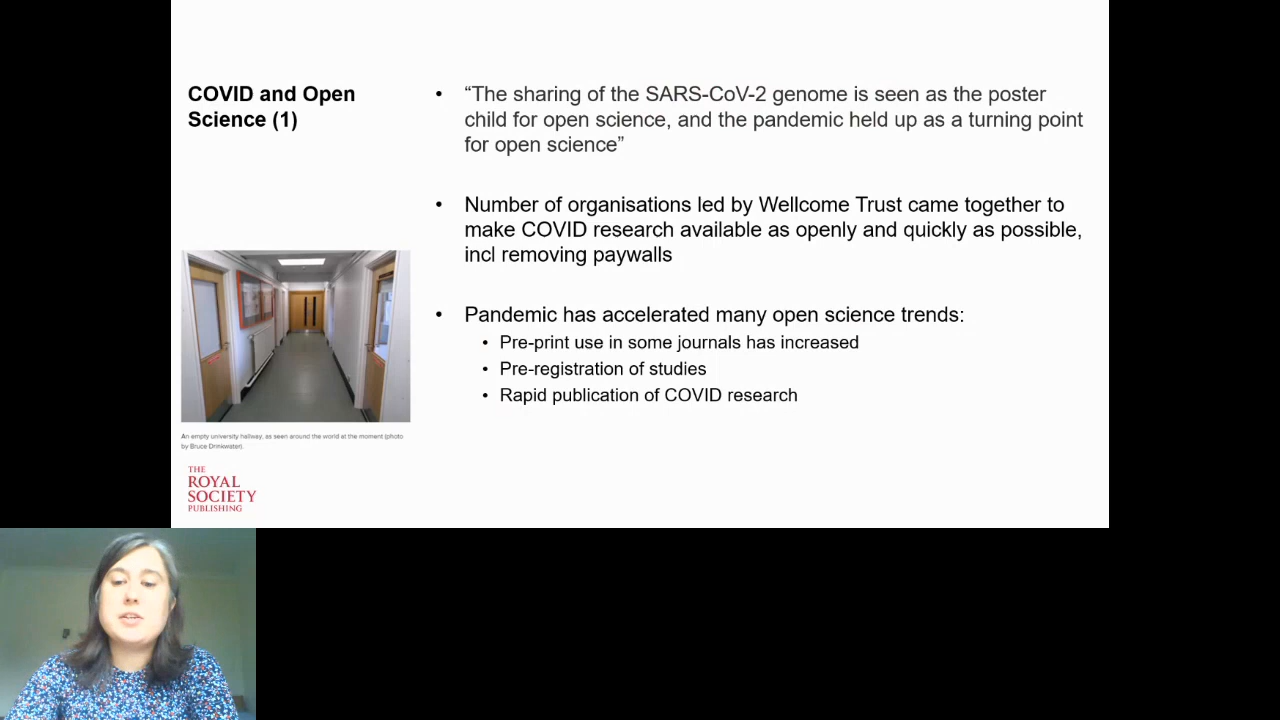 COVID and Open
Science (1)
• “The sharing of the SARS-CoV-2 genome is seen as the poster
child for open science, and the pandemic held up as a turning point
for open science”
• Number of organisations led by Wellcome Trust came together to
make COVID research available as openly and quickly as possible,
incl removing paywalls
• Pandemic has accelerated many open science trends:
• Pre-print use in some journals has increased
• Pre-registration of studies
• Rapid publication of COVID research
An empty university hallway, as seen around the world at the moment (photo
by Bruce Drinkwater).
THE
ROYAL
SOCIETY
PUBLISHING